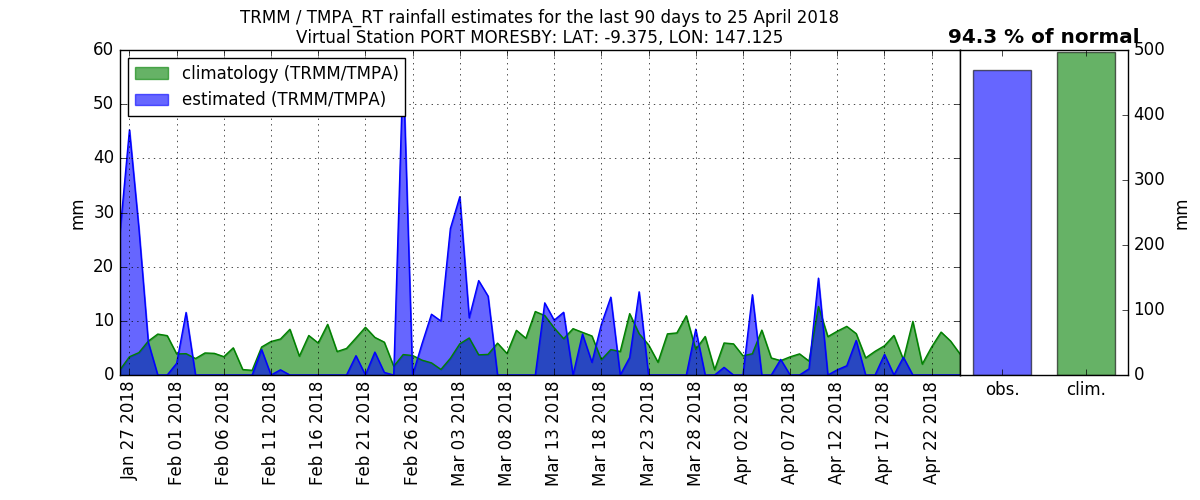 TRMM / TMPA_RT rainfall estimates for the last 90 days to 25 April 2018
Virtual Station PORT MORESBY: LAT: -9.375, LON: 147.125
94.3 % of normal
climatology (TRMM/TMPA)
estimated (TRMM/TMPA)
60
50
40
30
20
10
0
mm
Jan 27 2018
Feb 01 2018
Feb 06 2018
Feb 11 2018
Feb 16 2018
Feb 21 2018
Feb 26 2018
Mar 03 2018
Mar 08 2018
Mar 13 2018
Mar 18 2018
Mar 23 2018
Mar 28 2018
Apr 02 2018
Apr 07 2018
Apr 12 2018
Apr 17 2018
Apr 22 2018
obs.
clim.
500
400
300
200
100
0
mm